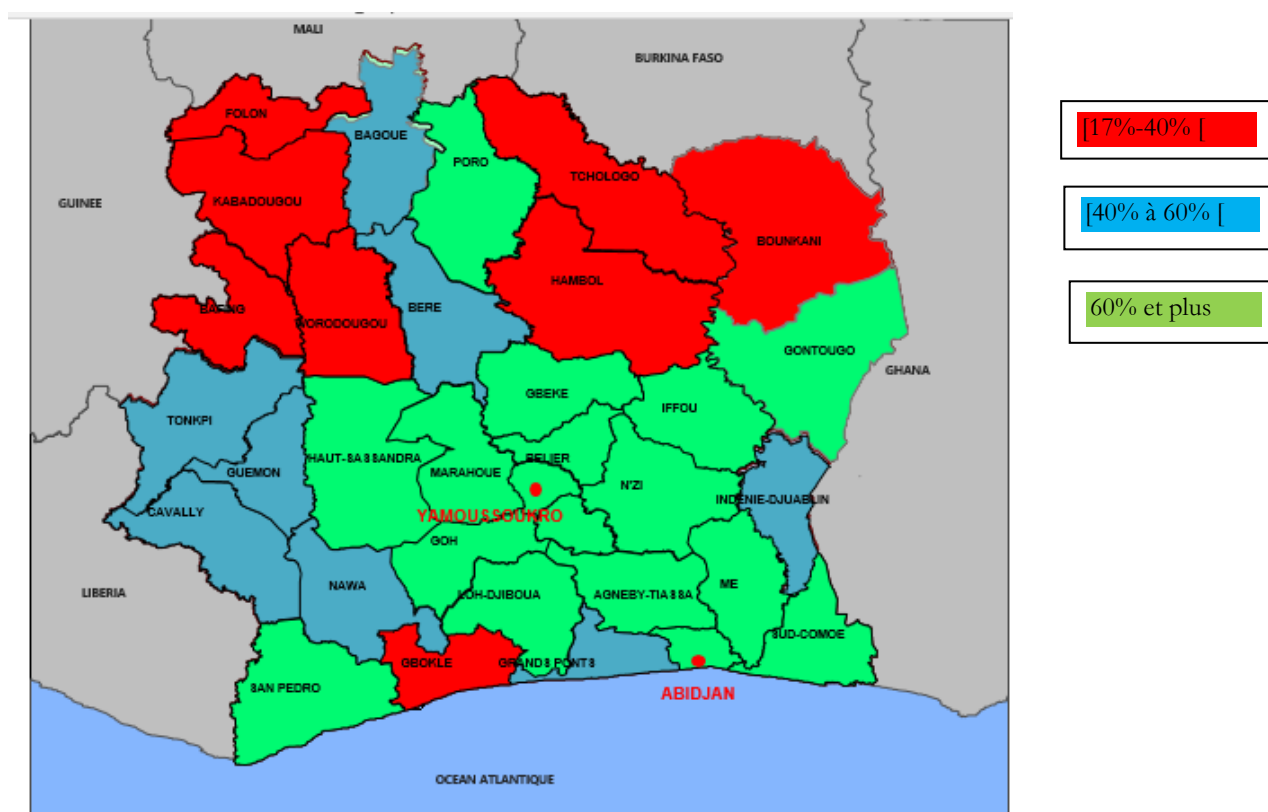 MALI
BURKINA FASO
FOLON
BAGOUE
PORO
TCHOLOGO
GUINEE
KABADOUGOU
BOUNKANI
HAMBOL
BERE
BAFING
WORODOUGOU
GONTOUGO
GHANA
GBEKE
IFFOU
TONKPI
HAUT-SASSANDRA
GUEMON
MARAHOUE
BELIER
N'ZI
INDENIE-DJUABLIN
CAVALLY
YAMOUSSOUKRO
GOH
NAWA
LIBERIA
LOH-DJIBOUA
AGNEBY-TIASSA
ME
SUD-COMOE
GBOKLE
GRANDS PONTS
SAN PEDRO
ABIDJAN
OCEAN ATLANTIQUE
[17%-40% [
[40% à 60% [
60% et plus